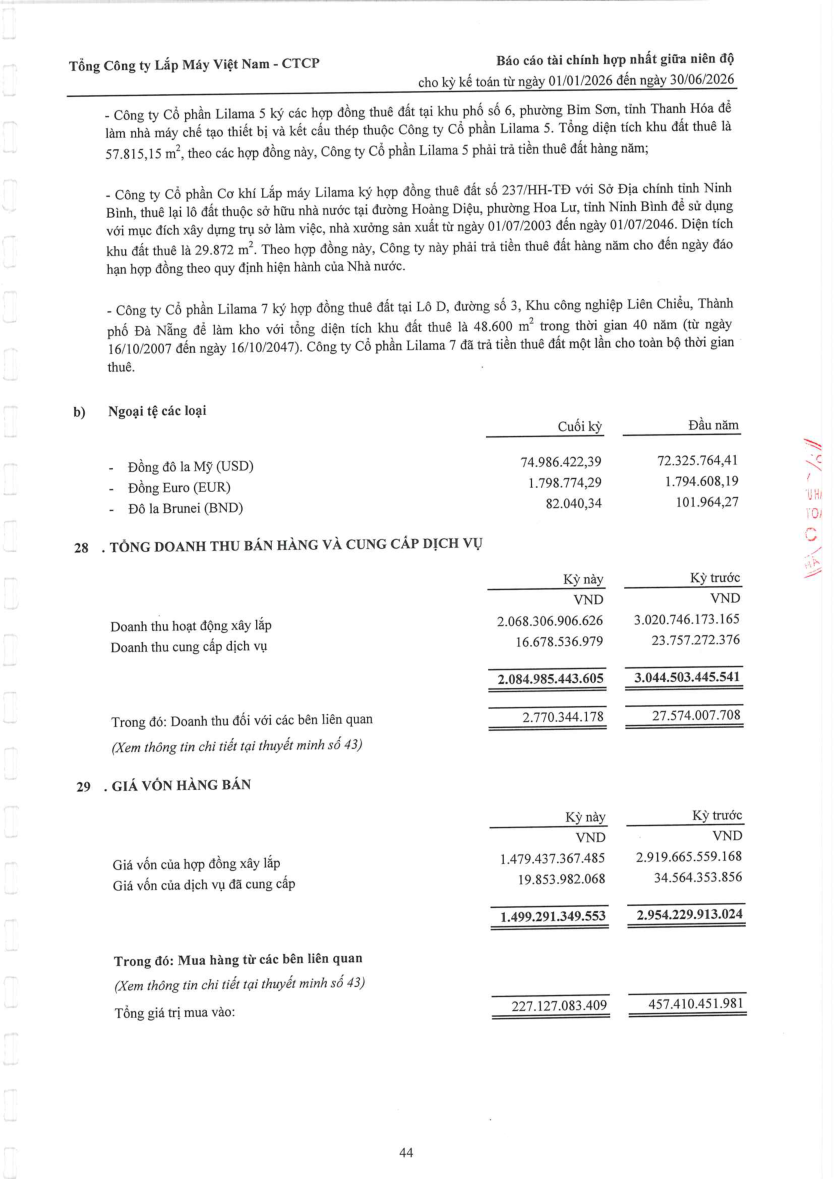 Tổng Công ty Lắp Máy Việt Nam - CTCP
Báo cáo tài chính hợp nhất giữa niên độ
cho kỳ kế toán từ ngày 01/01/2026 đến ngày 30/06/2026
- Công ty Cổ phần Lilama 5 ký các hợp đồng thuê đất tại khu phố số 6, phường Bỉm Sơn, tỉnh Thanh Hóa để
làm nhà máy chế tạo thiết bị và kết cấu thép thuộc Công ty Cổ phần Lilama 5. Tổng diện tích khu đất thuê là
57.815,15 m², theo các hợp đồng này, Công ty Cổ phần Lilama 5 phải trả tiền thuê đất hàng năm;
- Công ty Cổ phần Cơ khí Lắp máy Lilama ký hợp đồng thuê đất số 237/HH-TĐ với Sở Địa chính tỉnh Ninh
Bình, thuê lại lô đất thuộc sở hữu nhà nước tại đường Hoàng Diệu, phường Hoa Lư, tỉnh Ninh Bình để sử dụng
với mục đích xây dựng trụ sở làm việc, nhà xưởng sản xuất từ ngày 01/07/2003 đến ngày 01/07/2046. Diện tích
khu đất thuê là 29.872 m². Theo hợp đồng này, Công ty này phải trả tiền thuê đất hàng năm cho đến ngày đáo
hạn hợp đồng theo quy định hiện hành của Nhà nước.
- Công ty Cổ phần Lilama 7 ký hợp đồng thuê đất tại Lô D, đường số 3, Khu công nghiệp Liên Chiểu, Thành
phố Đà Nẵng để làm kho với tổng diện tích khu đất thuê là 48.600 m² trong thời gian 40 năm (từ ngày
16/10/2007 đến ngày 16/10/2047). Công ty Cổ phần Lilama 7 đã trả tiền thuê đất một lần cho toàn bộ thời gian
thuê.
b) Ngoại tệ các loại
Cuối kỳ Đầu năm
- Đồng đô la Mỹ (USD) 74.986.422,39 72.325.764,41
- Đồng Euro (EUR) 1.798.774,29 1.794.608,19
- Đô la Brunei (BND) 82.040,34 101.964,27
28 . TỔNG DOANH THU BÁN HÀNG VÀ CUNG CẤP DỊCH VỤ
Kỳ này Kỳ trước
VND VND
Doanh thu hoạt động xây lắp 2.068.306.906.626 3.020.746.173.165
Doanh thu cung cấp dịch vụ 16.678.536.979 23.757.272.376
2.084.985.443.605 3.044.503.445.541
Trong đó: Doanh thu đối với các bên liên quan 2.770.344.178 27.574.007.708
(Xem thông tin chi tiết tại thuyết minh số 43)
29 . GIÁ VỐN HÀNG BÁN
Kỳ này Kỳ trước
VND VND
Giá vốn của hợp đồng xây lắp 1.479.437.367.485 2.919.665.559.168
Giá vốn của dịch vụ đã cung cấp 19.853.982.068 34.564.353.856
1.499.291.349.553 2.954.229.913.024
Trong đó: Mua hàng từ các bên liên quan
(Xem thông tin chi tiết tại thuyết minh số 43)
Tổng giá trị mua vào: 227.127.083.409 457.410.451.981
44